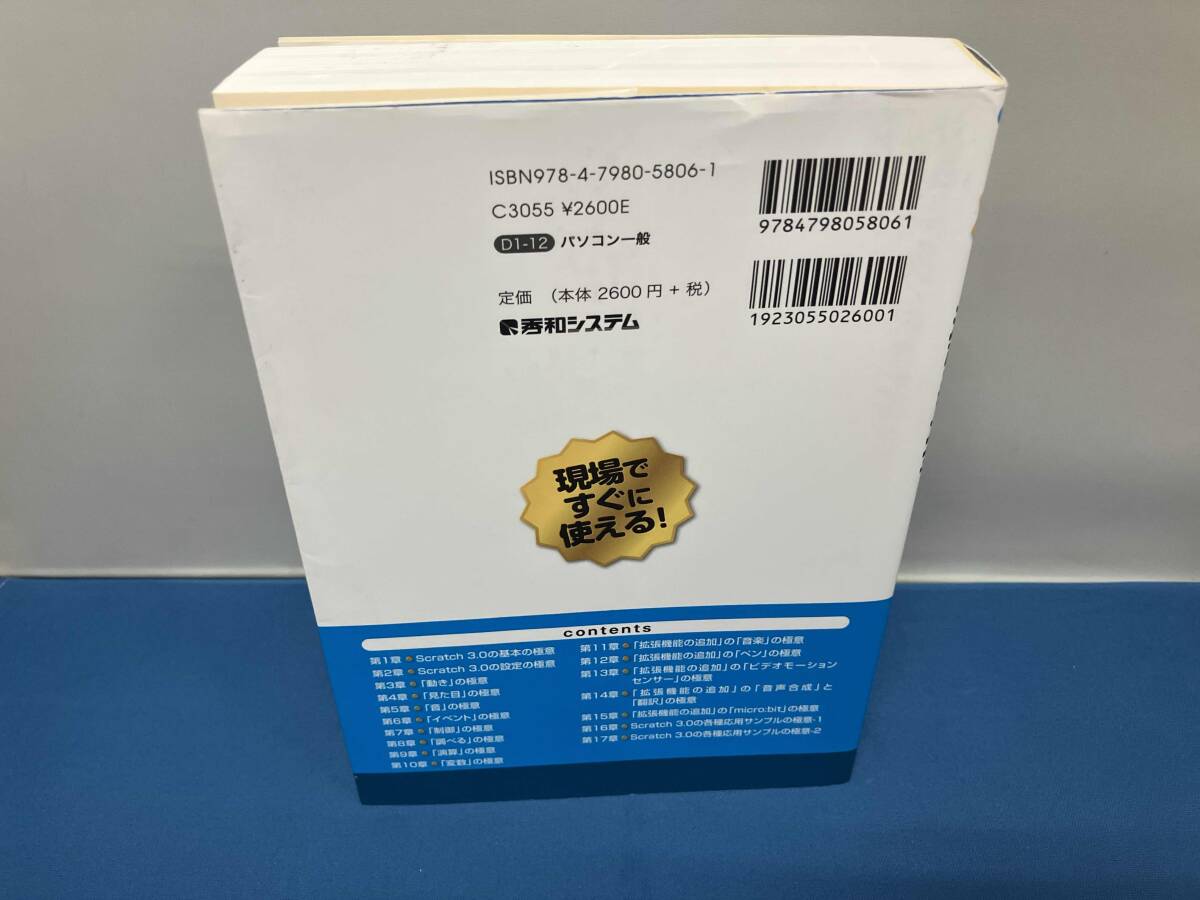 ISBN978-4-7980-5806-1
C3055 ¥2600E
D1-12 パソコン一般
定価 (本体 2600円 + 税)
秀和システム
9784798058061
1923055026001
現場で
すぐに
使える!
contents
第1章 Scratch 3.0の基本の極意
第2章 Scratch 3.0の設定の極意
第3章 「動き」の極意
第4章 「見た目」の極意
第5章 「音」の極意
第6章 「イベント」の極意
第7章 「制御」の極意
第8章 「調べる」の極意
第9章 「演算」の極意
第10章 「変数」の極意
第11章 「拡張機能の追加」の「音楽」の極意
第12章 「拡張機能の追加」の「ペン」の極意
第13章 「拡張機能の追加」の「ビデオモーション
センサー」の極意
第14章 「拡張機能の追加」の「音声合成」と
「翻訳」の極意
第15章 「拡張機能の追加」の「micro:bit」の極意
第16章 Scratch 3.0の各種応用サンプルの極意-1
第17章 Scratch 3.0の各種応用サンプルの極意-2